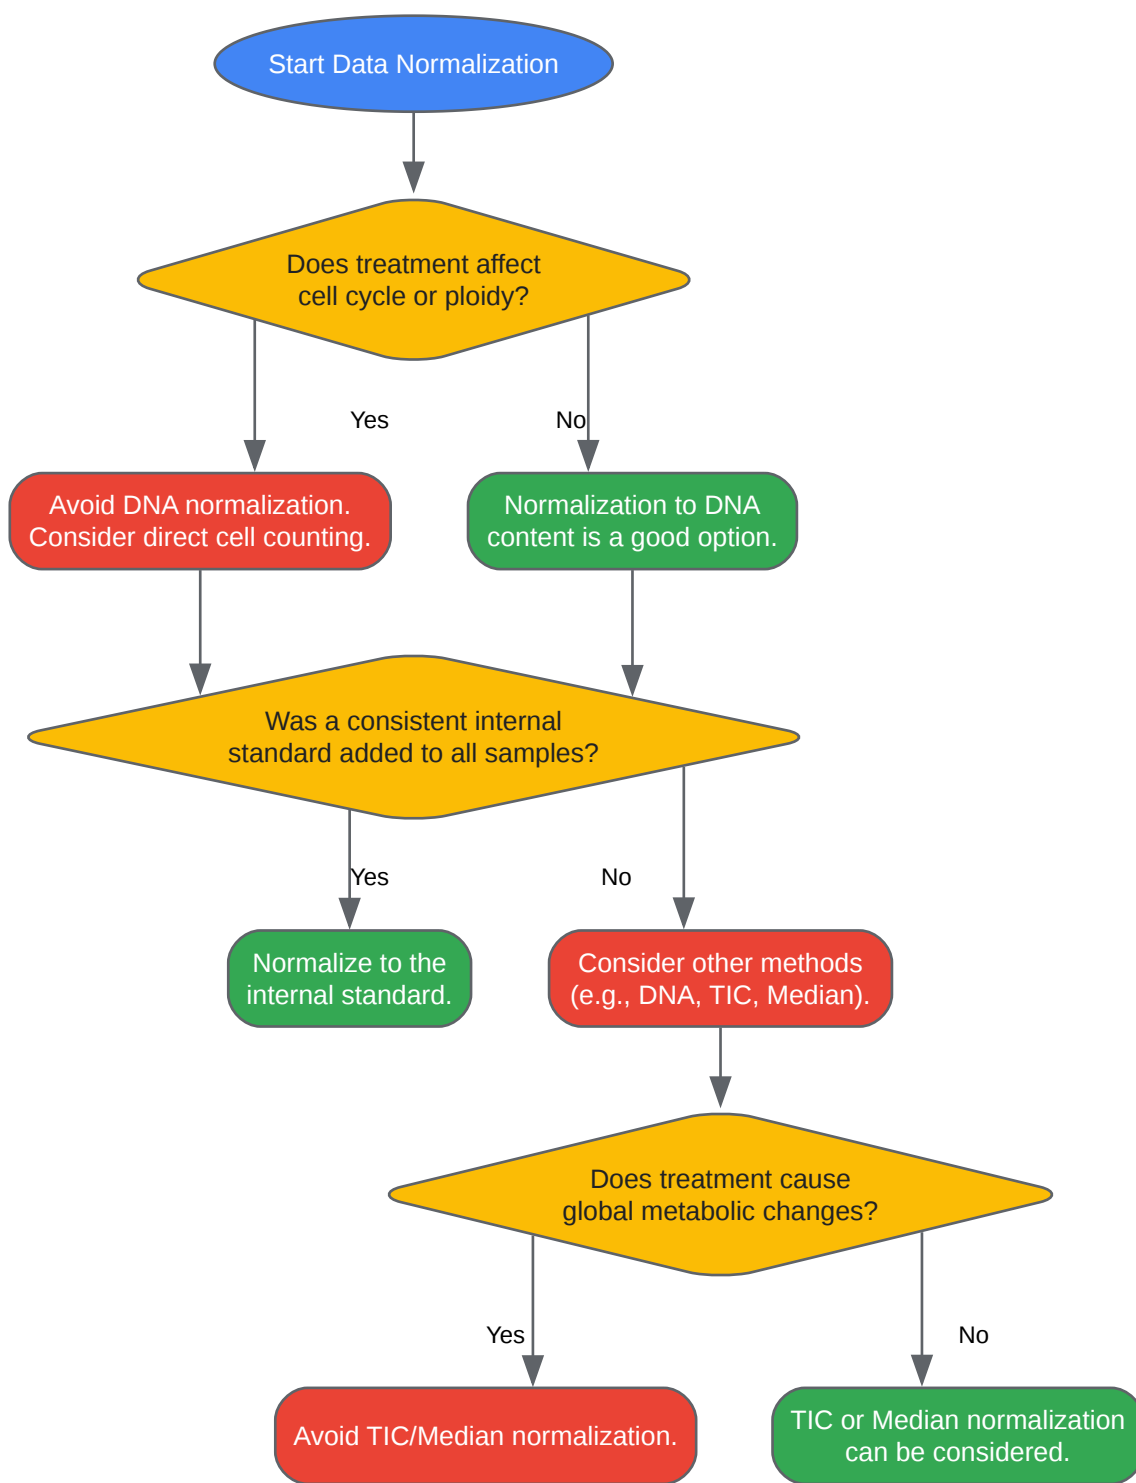 Start Data Normalization
Does treatment affect
cell cycle or ploidy?
Yes
No
Avoid DNA normalization.
Consider direct cell counting.
Normalization to DNA
content is a good option.
Was a consistent internal
standard added to all samples?
Yes
No
Normalize to the
internal standard.
Consider other methods
(e.g., DNA, TIC, Median).
Does treatment cause
global metabolic changes?
Yes
No
Avoid TIC/Median normalization.
TIC or Median normalization
can be considered.